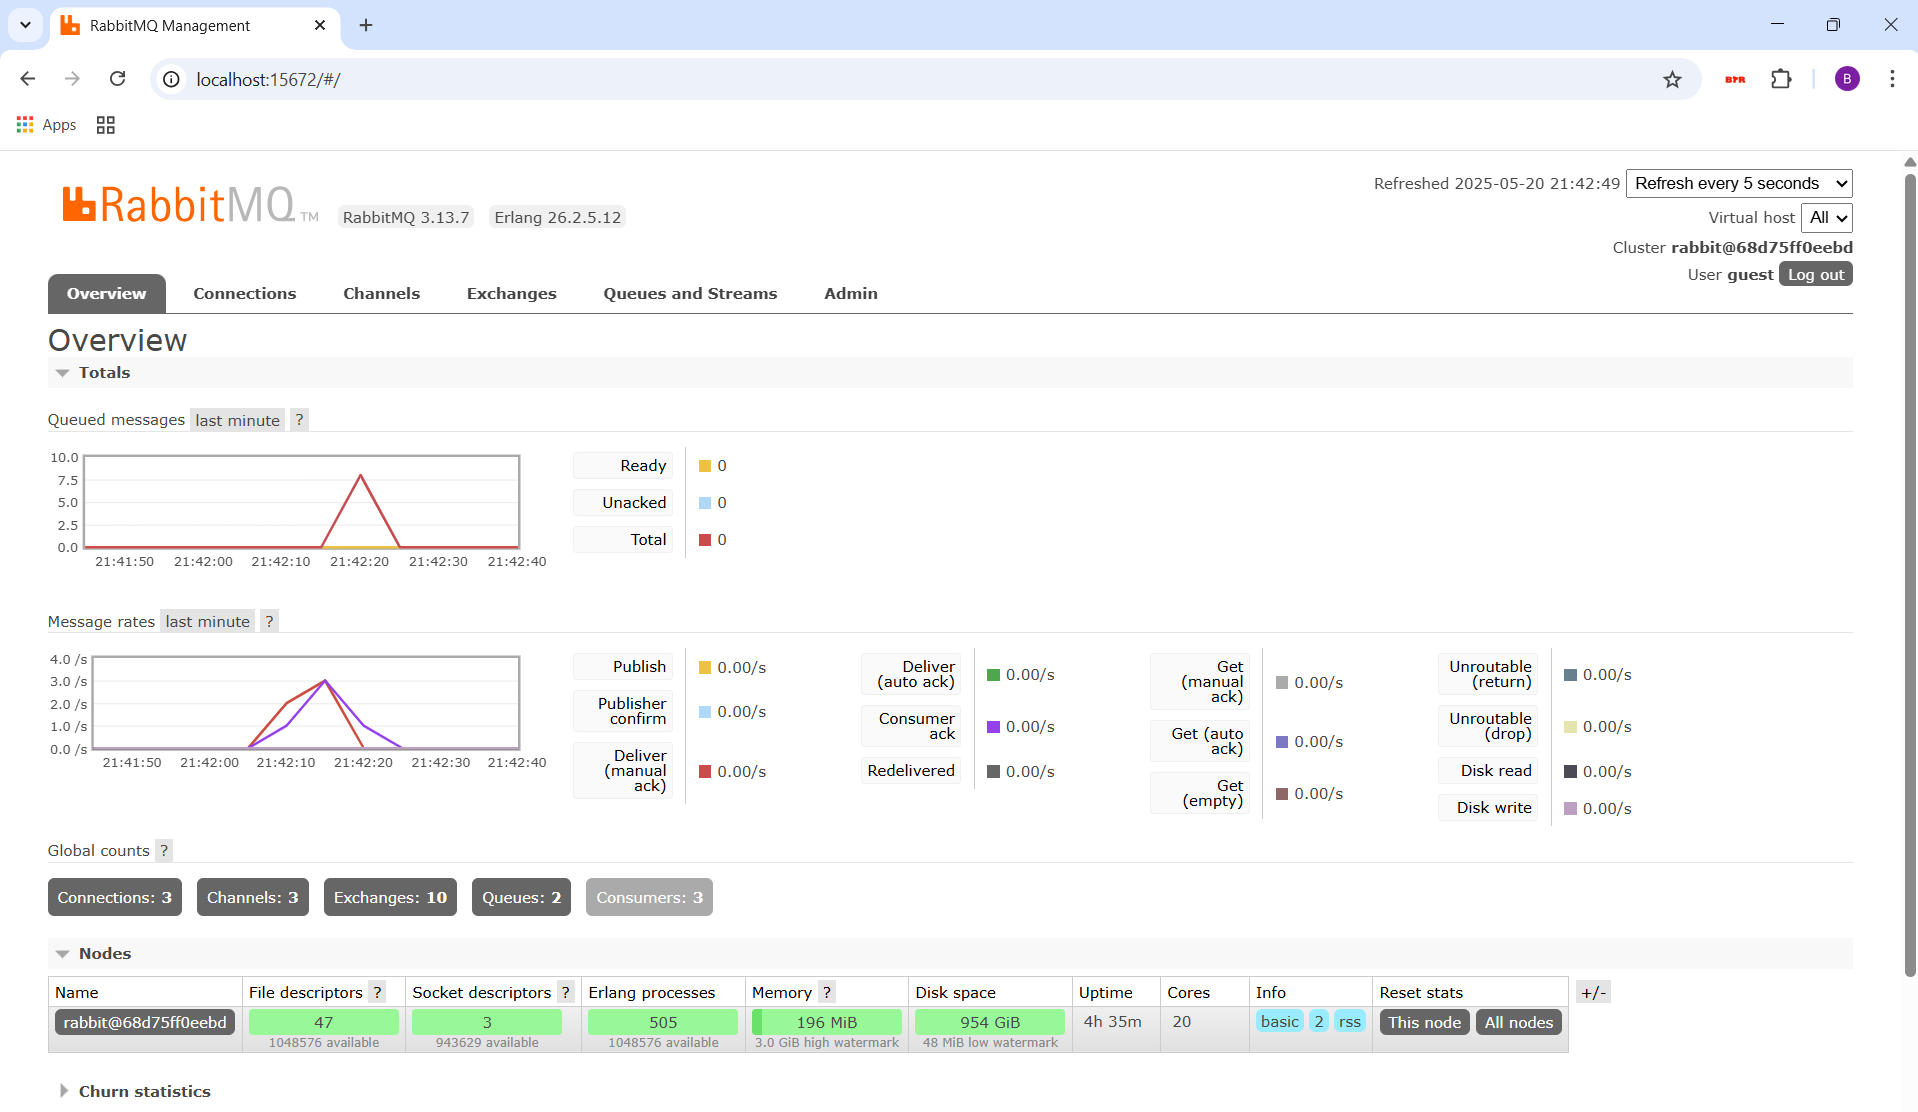 RabbitMQ Management
localhost:15672/#/
BPR
B
Apps
RabbitMQ TM
RabbitMQ 3.13.7 Erlang 26.2.5.12
Refreshed 2025-05-20 21:42:49 Refresh every 5 seconds
Virtual host All
Cluster rabbit@68d75ff0eebd
User guest Log out
Overview Connections Channels Exchanges Queues and Streams Admin
Overview
Totals
Queued messages last minute ?
10.0
7.5
5.0
2.5
0.0
21:41:50 21:42:00 21:42:10 21:42:20 21:42:30 21:42:40
Ready 0
Unacked 0
Total 0
Message rates last minute ?
4.0 /s
3.0 /s
2.0 /s
1.0 /s
0.0 /s
21:41:50 21:42:00 21:42:10 21:42:20 21:42:30 21:42:40
Publish 0.00/s
Publisher
confirm 0.00/s
Deliver
(manual
ack) 0.00/s
Deliver
(auto ack) 0.00/s
Consumer
ack 0.00/s
Redelivered 0.00/s
Get
(manual
ack) 0.00/s
Get (auto
ack) 0.00/s
Get
(empty) 0.00/s
Unroutable
(return) 0.00/s
Unroutable
(drop) 0.00/s
Disk read 0.00/s
Disk write 0.00/s
Global counts ?
Connections: 3 Channels: 3 Exchanges: 10 Queues: 2 Consumers: 3
Nodes
Name File descriptors ? Socket descriptors ? Erlang processes Memory ? Disk space Uptime Cores Info Reset stats +/-
rabbit@68d75ff0eebd 47 3 505 196 MiB 954 GiB 4h 35m 20 basic 2 rss This node All nodes
1048576 available 943629 available 1048576 available 3.0 GiB high watermark 48 MiB low watermark
Churn statistics